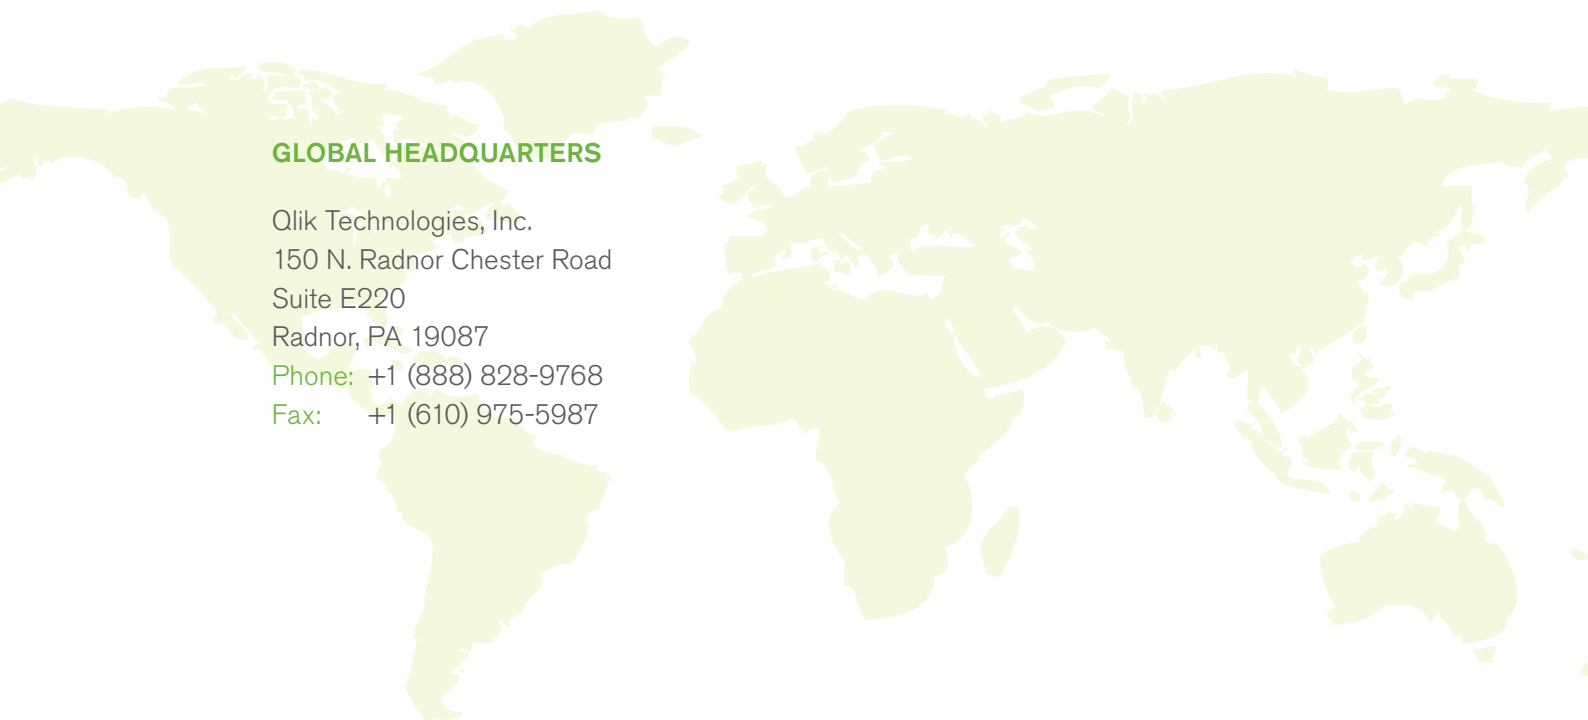 GLOBAL HEADQUARTERS
Qlik Technologies, Inc.
150 N. Radnor Chester Road
Suite E220
Radnor, PA 19087
Phone: +1 (888) 828-9768
Fax: +1 (610) 975-5987